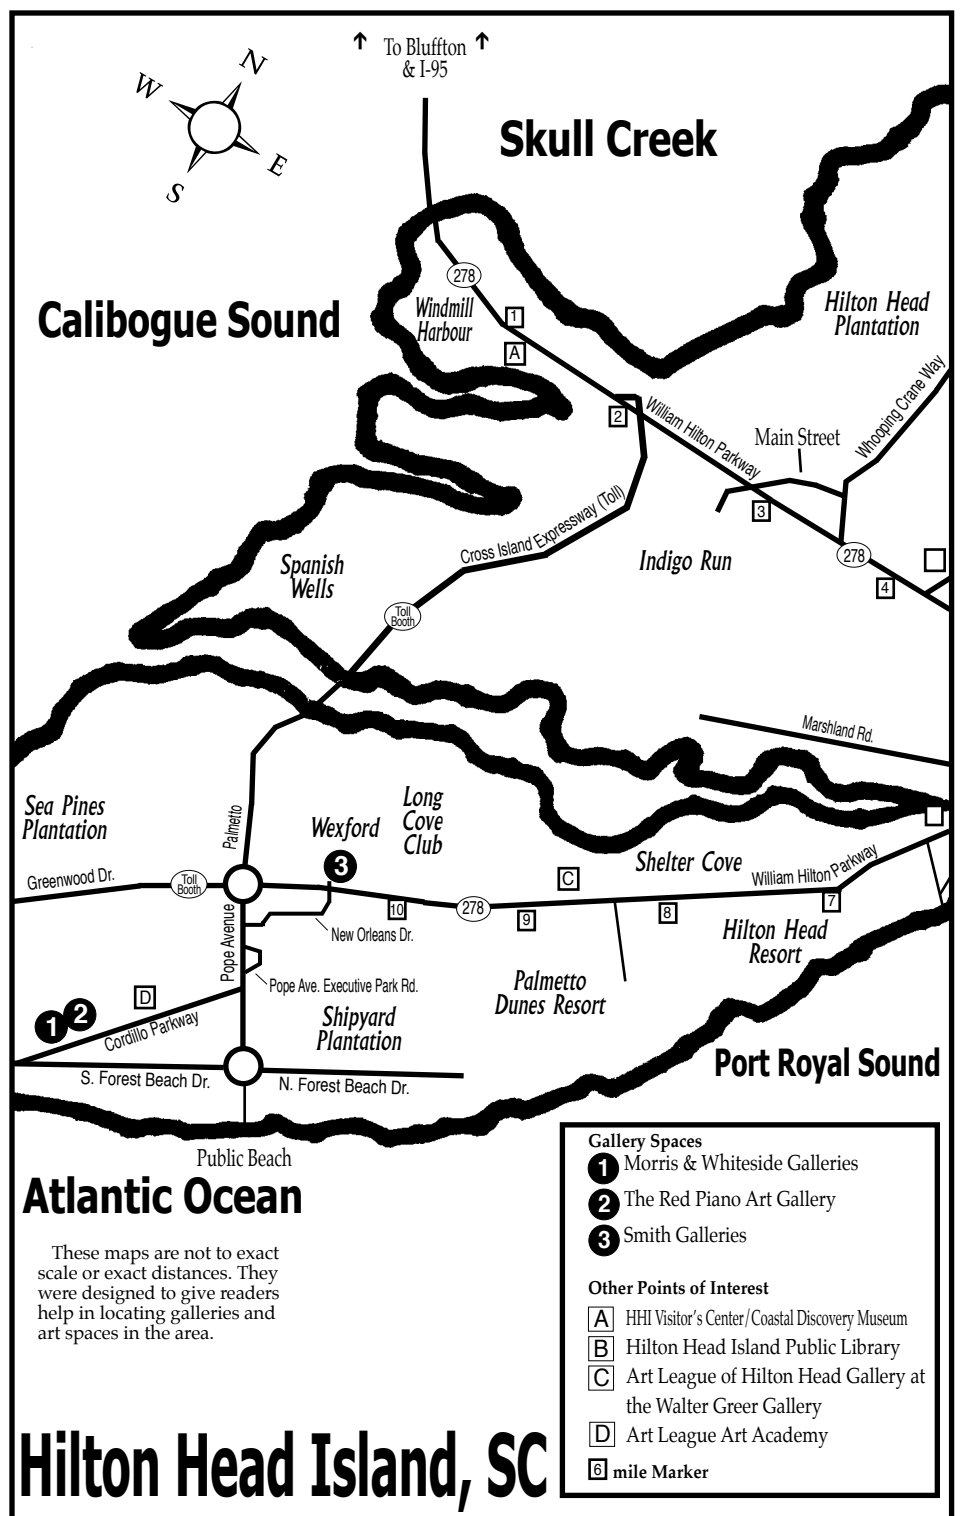 To Bluffton
& I-95
N
W
E
S
Skull Creek
278
Windmill
Harbour
Calibogue Sound
1
A
Hilton Head
Plantation
2
William Hilton Parkway
Main Street
Whooping Crane Way
3
Cross Island Expressway (Toll)
Indigo Run
278
4
Spanish
Wells
Toll
Booth
Marshland Rd.
Sea Pines
Plantation
Palmetto
Wexford
Long
Cove
Club
3
Shelter Cove
C
William Hilton Parkway
Greenwood Dr.
Toll
Booth
10
278
9
8
7
Pope Avenue
New Orleans Dr.
Hilton Head
Resort
Pope Ave. Executive Park Rd.
Palmetto
Dunes Resort
D
1
2
Cordillo Parkway
Shipyard
Plantation
Port Royal Sound
S. Forest Beach Dr.
N. Forest Beach Dr.
Public Beach
Atlantic Ocean
These maps are not to exact
scale or exact distances. They
were designed to give readers
help in locating galleries and
art spaces in the area.
Gallery Spaces
1 Morris & Whiteside Galleries
2 The Red Piano Art Gallery
3 Smith Galleries
Other Points of Interest
A HHI Visitor's Center/Coastal Discovery Museum
B Hilton Head Island Public Library
C Art League of Hilton Head Gallery at
the Walter Greer Gallery
D Art League Art Academy
6 mile Marker
Hilton Head Island, SC